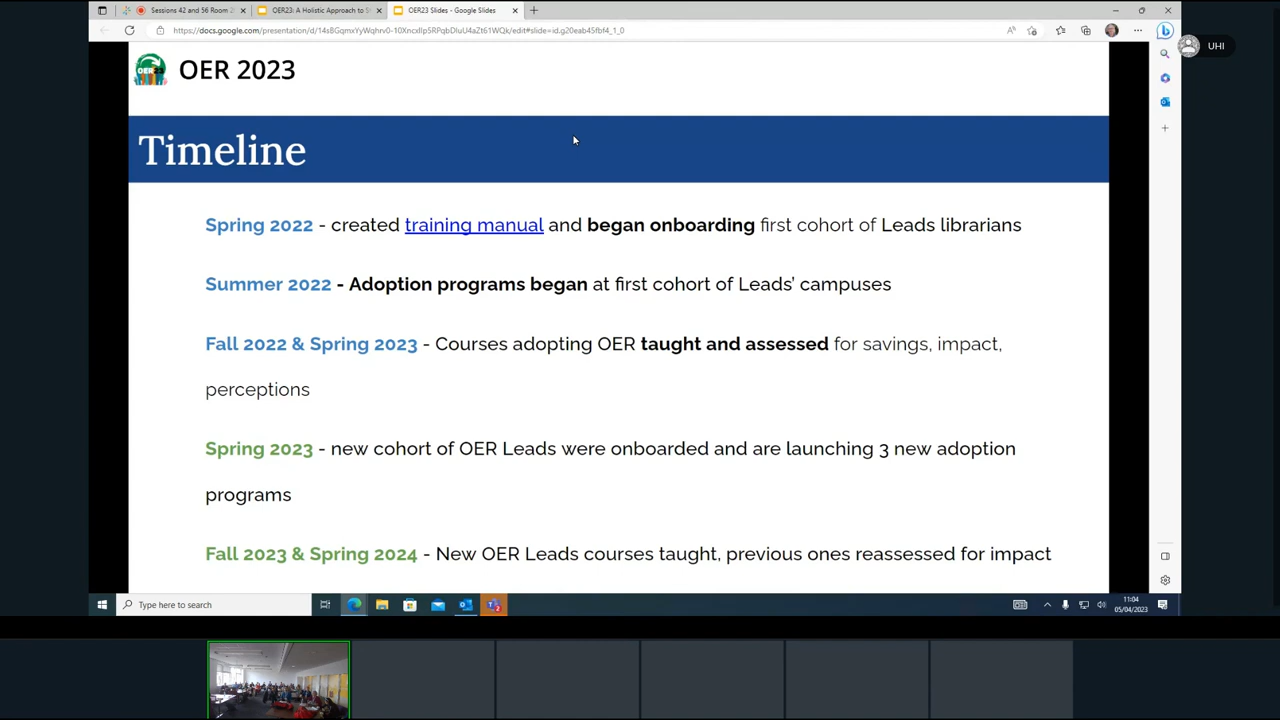 Sessions 42 and 56 Room 2
OER23: A Holistic Approach to S
OER23 Slides - Google Slides
UHI
OER 2023
Timeline
Spring 2022 - created training manual and began onboarding first cohort of Leads librarians
Summer 2022 - Adoption programs began at first cohort of Leads’ campuses
Fall 2022 & Spring 2023 - Courses adopting OER taught and assessed for savings, impact,
perceptions
Spring 2023 - new cohort of OER Leads were onboarded and are launching 3 new adoption
programs
Fall 2023 & Spring 2024 - New OER Leads courses taught, previous ones reassessed for impact
Type here to search
11:04
05/04/2023